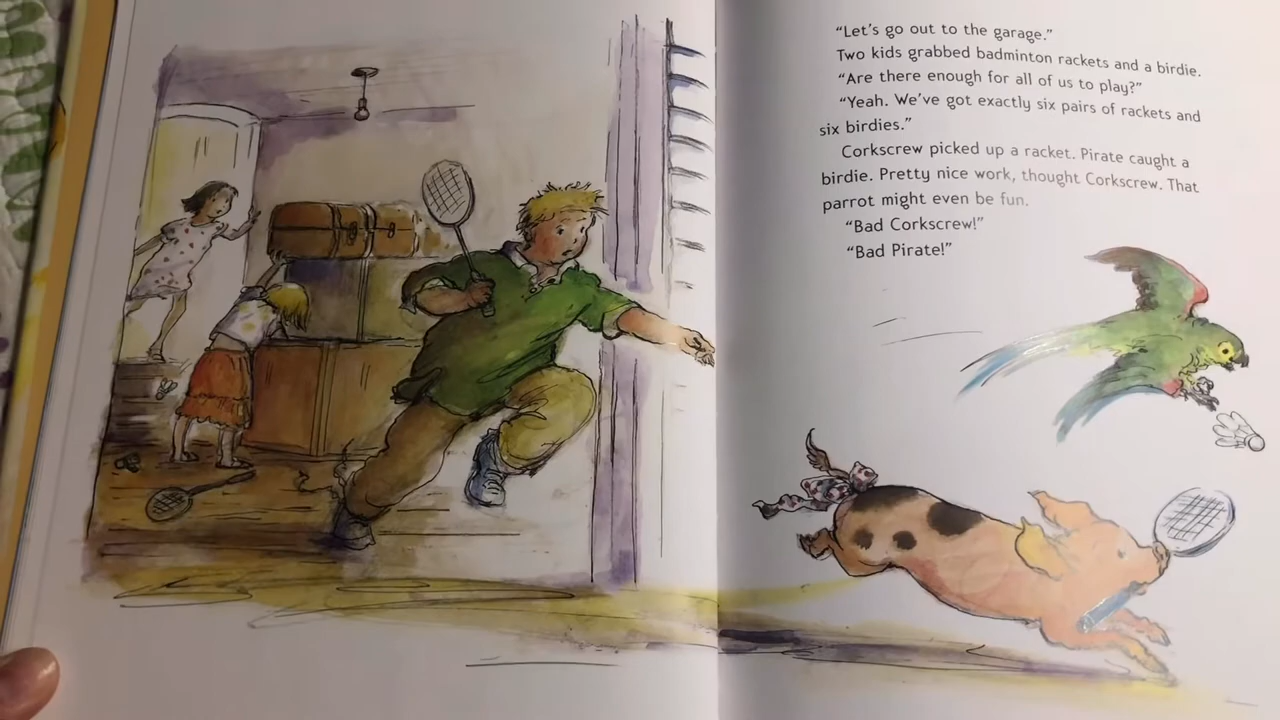 “Let’s go out to the garage.”
Two kids grabbed badminton rackets and a birdie.
“Are there enough for all of us to play?”
“Yeah. We’ve got exactly six pairs of rackets and
six birdies.”
Corkscrew picked up a racket. Pirate caught a
birdie. Pretty nice work, thought Corkscrew. That
parrot might even be fun.
“Bad Corkscrew!”
“Bad Pirate!”